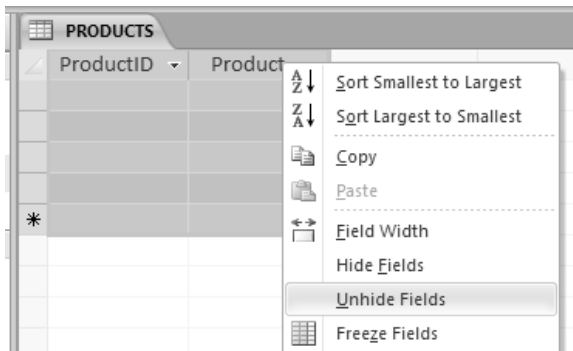 PRODUCTS
ProductID Product
Sort Smallest to Largest
Sort Largest to Smallest
Copy
Paste
Field Width
Hide Fields
Unhide Fields
Freeze Fields